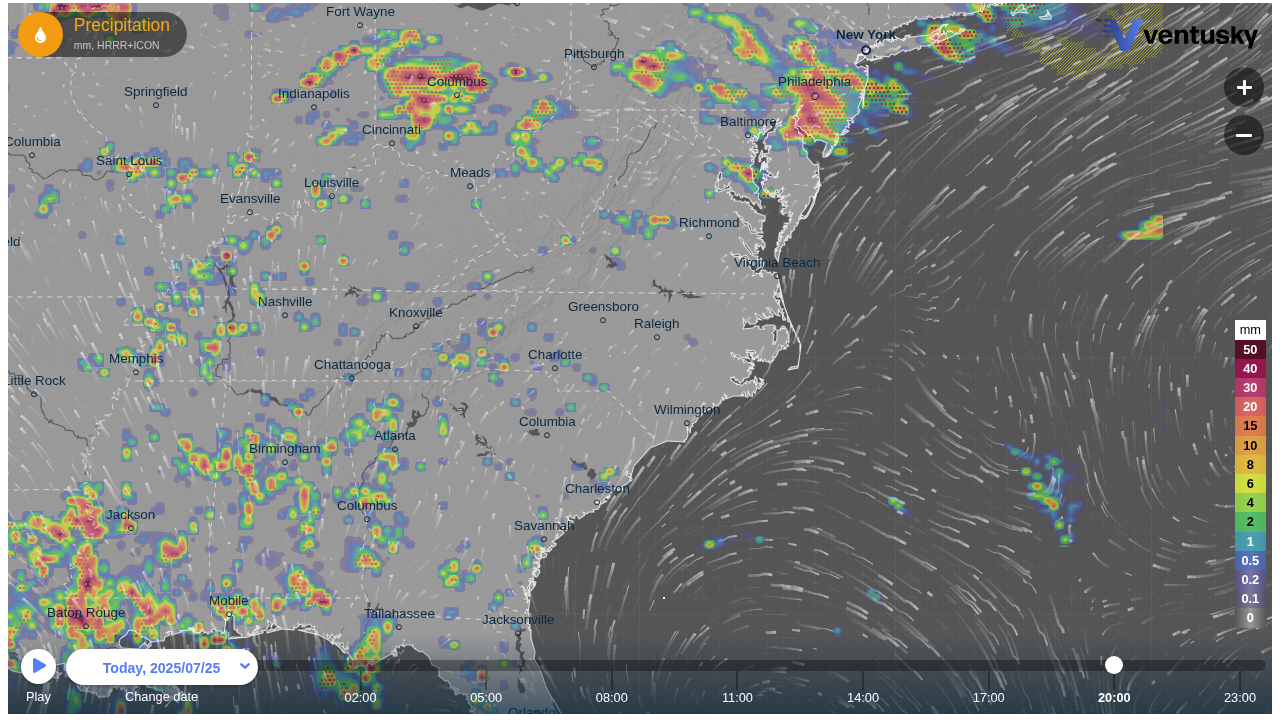 Precipitation
mm, HRRR+ICON
Fort Wayne
New York
ventusky
Pittsburgh
Springfield
Indianapolis
Columbus
Philadelphia
+
Columbia
Cincinnati
Baltimore
−
Saint Louis
Louisville
Meads
Evansville
Richmond
eld
Virginia Beach
Nashville
Knoxville
Greensboro
Raleigh
mm
50
40
30
20
15
10
8
6
4
2
1
0.5
0.2
0.1
0
Memphis
Chattanooga
Charlotte
Little Rock
Wilmington
Columbia
Atlanta
Birmingham
Charleston
Columbus
Jackson
Savannah
Mobile
Baton Rouge
Tallahassee
Jacksonville
Today, 2025/07/25
Play
Change date
02:00
05:00
08:00
11:00
14:00
17:00
20:00
23:00
Orlando